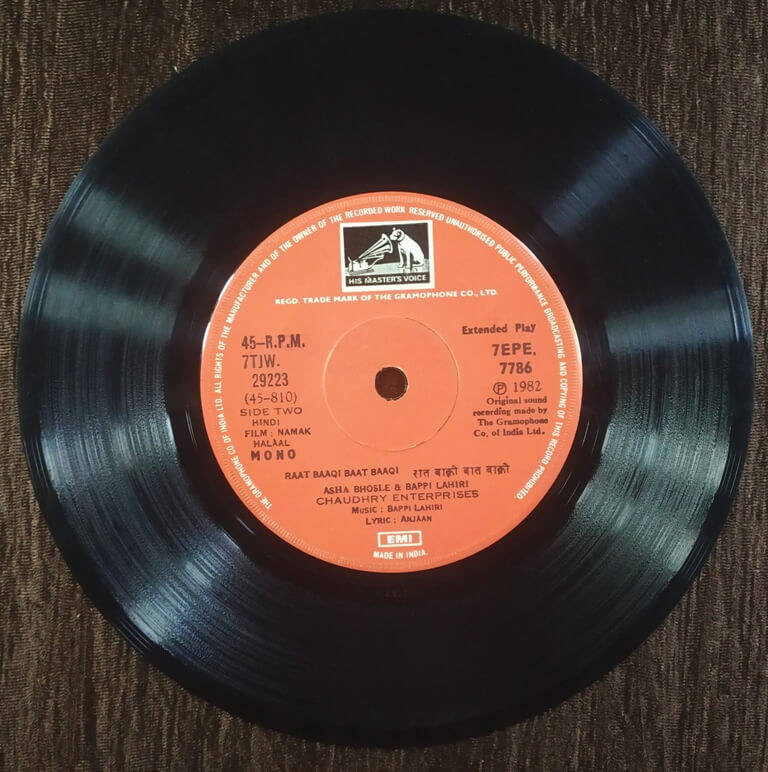 THE GRAMOPHONE CO. OF INDIA LTD. ALL RIGHTS OF THE MANUFACTURER AND OF THE OWNER OF THE RECORDED WORK RESERVED UNAUTHORISED PUBLIC PERFORMANCE BROADCASTING AND COPYING OF THIS RECORD PROHIBITED.
HIS MASTER'S VOICE
REGD. TRADE MARK OF THE GRAMOPHONE CO., LTD.
45–R.P.M.
7TJW.
29223
(45-810)
SIDE TWO
HINDI
FILM ; NAMAK
HALAAL
MONO
Extended Play
7EPE.
7786
Ⓟ 1982
Original sound
recording made by
The Gramophone
Co. of India Ltd.
RAAT BAAQI BAAT BAAQI रात बाक़ी बात बाक़ी
ASHA BHOSLE & BAPPI LAHIRI
CHAUDHRY ENTERPRISES
MUSIC ; BAPPI LAHIRI
LYRIC ; ANJAAN
EMI
MADE IN INDIA.